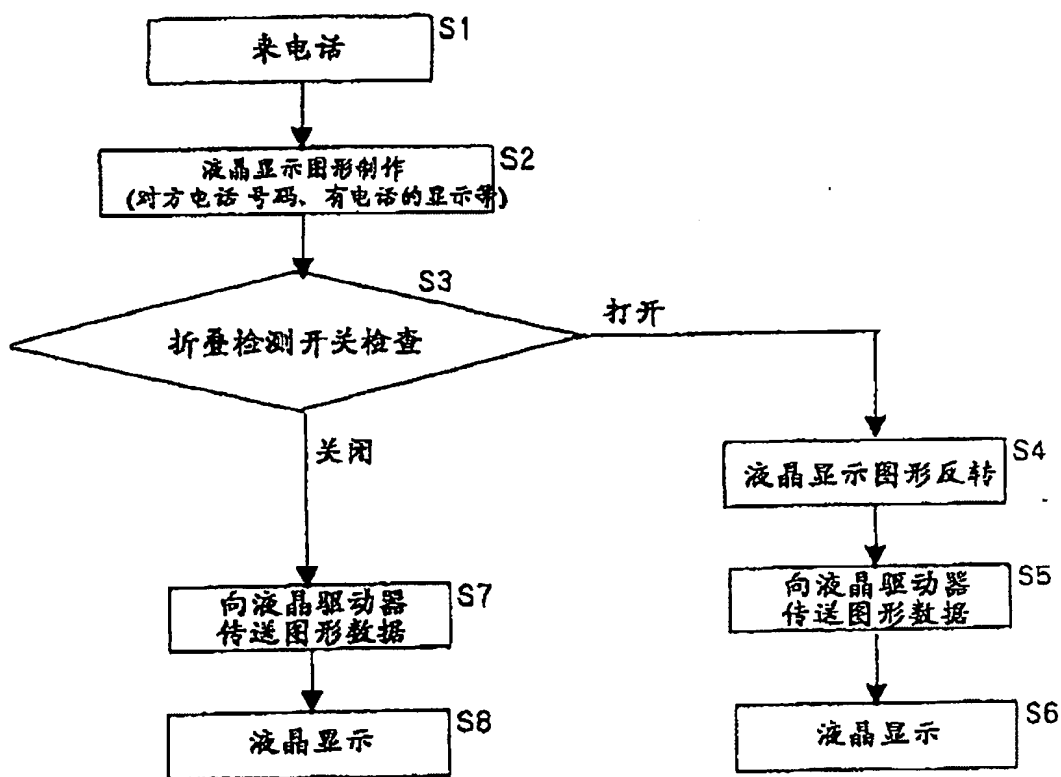 来电话
S1
液晶显示图形制作
(对方电话号码、有电话的显示等)
S2
折叠检测开关检查
S3
打开
关闭
液晶显示图形反转
S4
向液晶驱动器
传送图形数据
S5
液晶显示
S6
向液晶驱动器
传送图形数据
S7
液晶显示
S8